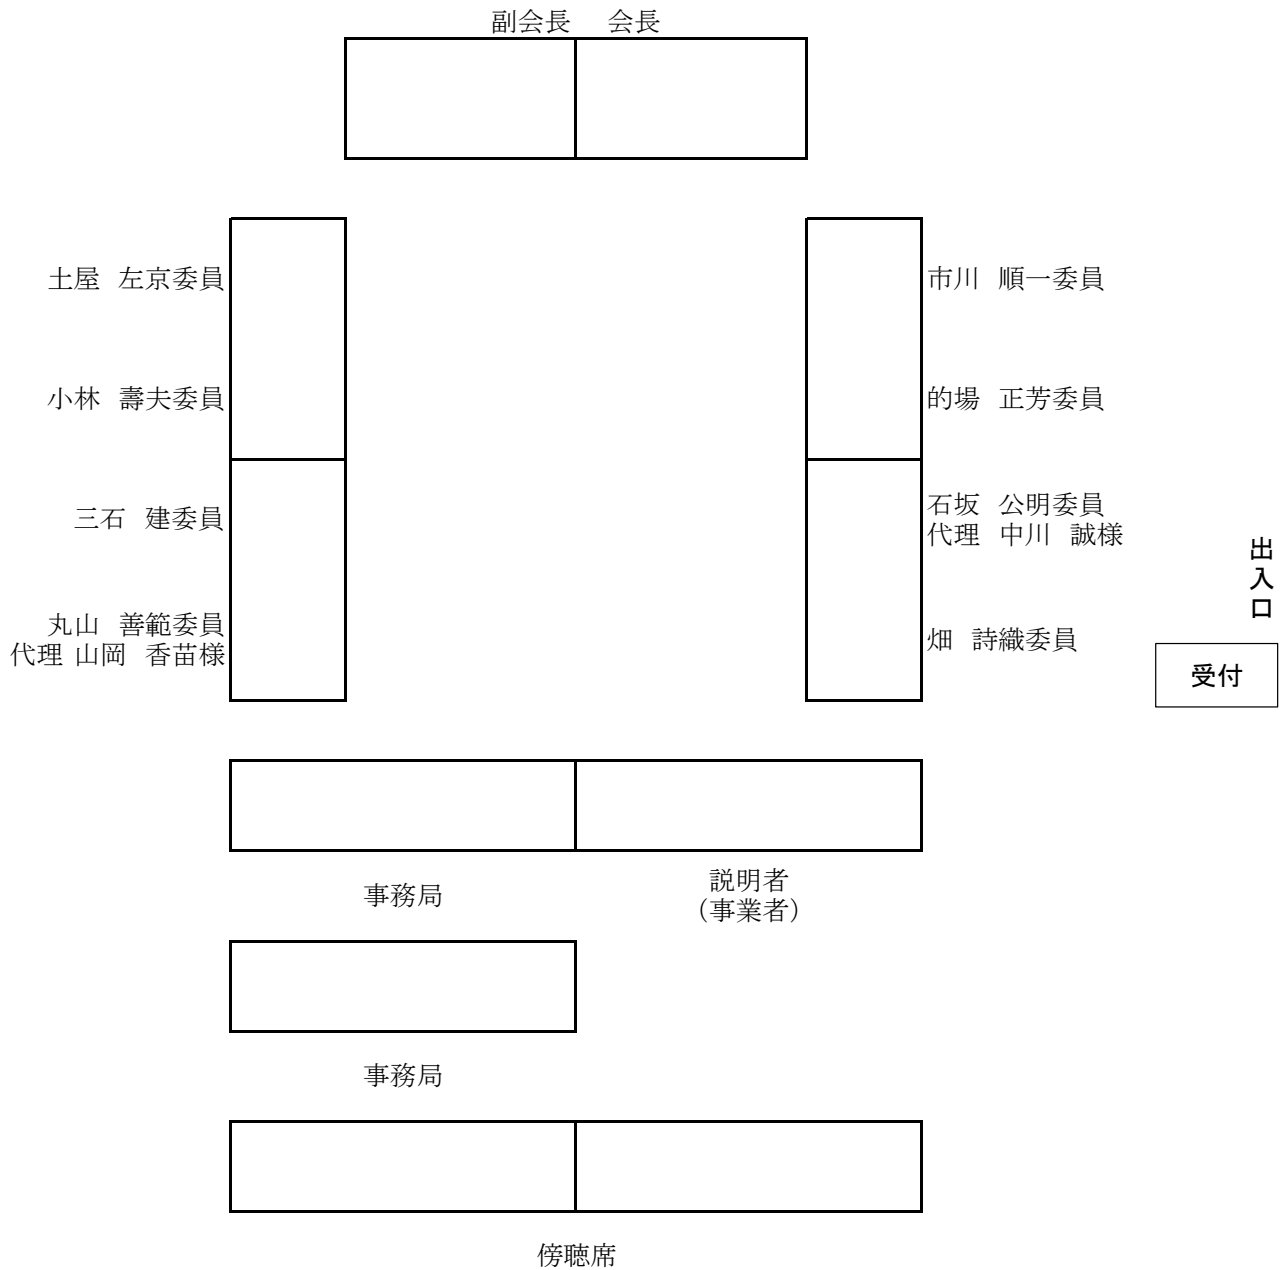 副会長 会長
土屋 左京委員
市川 順一委員
小林 壽夫委員
的場 正芳委員
三石 建委員
石坂 公明委員
代理 中川 誠様
丸山 善範委員
代理 山岡 香苗様
畑 詩織委員
出入口
受付
事務局
説明者
(事業者)
事務局
傍聴席